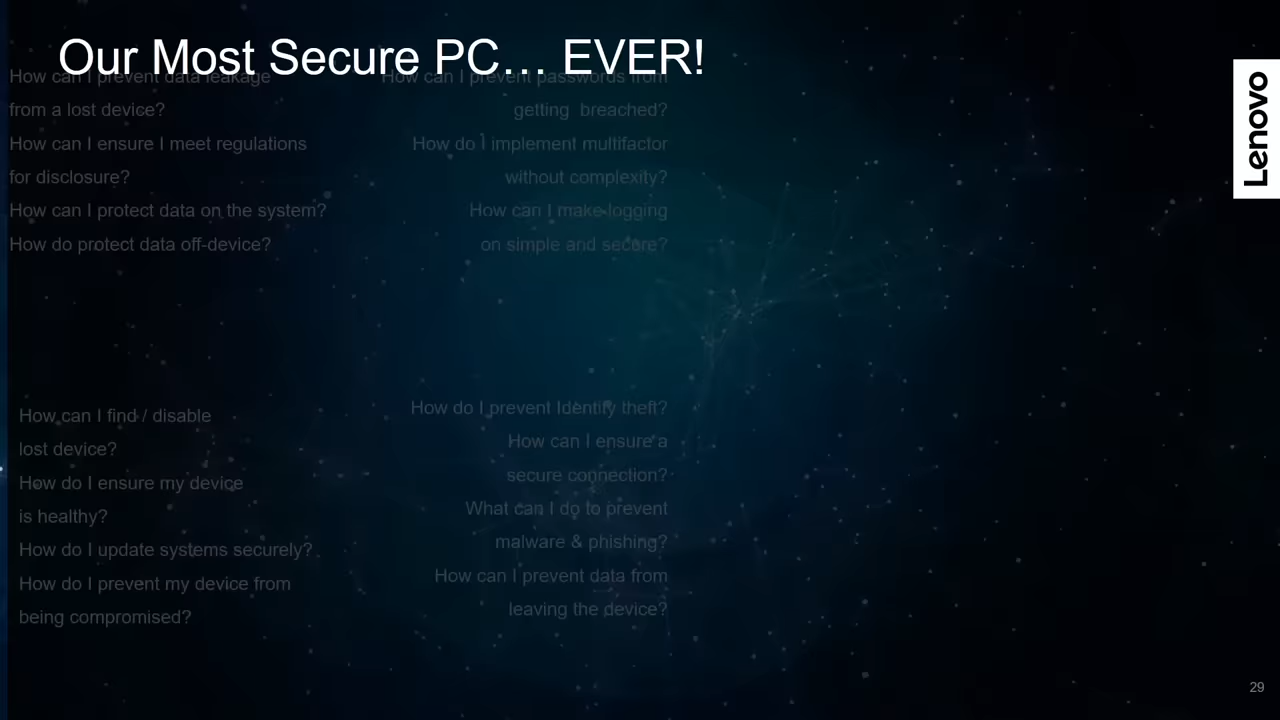 Our Most Secure PC… EVER!
How can I prevent data leakage
from a lost device?
How can I ensure I meet regulations
for disclosure?
How can I protect data on the system?
How do protect data off-device?
How can I prevent passwords from
getting breached?
How do I implement multifactor
without complexity?
How can I make logging
on simple and secure?
How can I find / disable
lost device?
How do I ensure my device
is healthy?
How do I update systems securely?
How do I prevent my device from
being compromised?
How do I prevent Identity theft?
How can I ensure a
secure connection?
What can I do to prevent
malware & phishing?
How can I prevent data from
leaving the device?
Lenovo
29